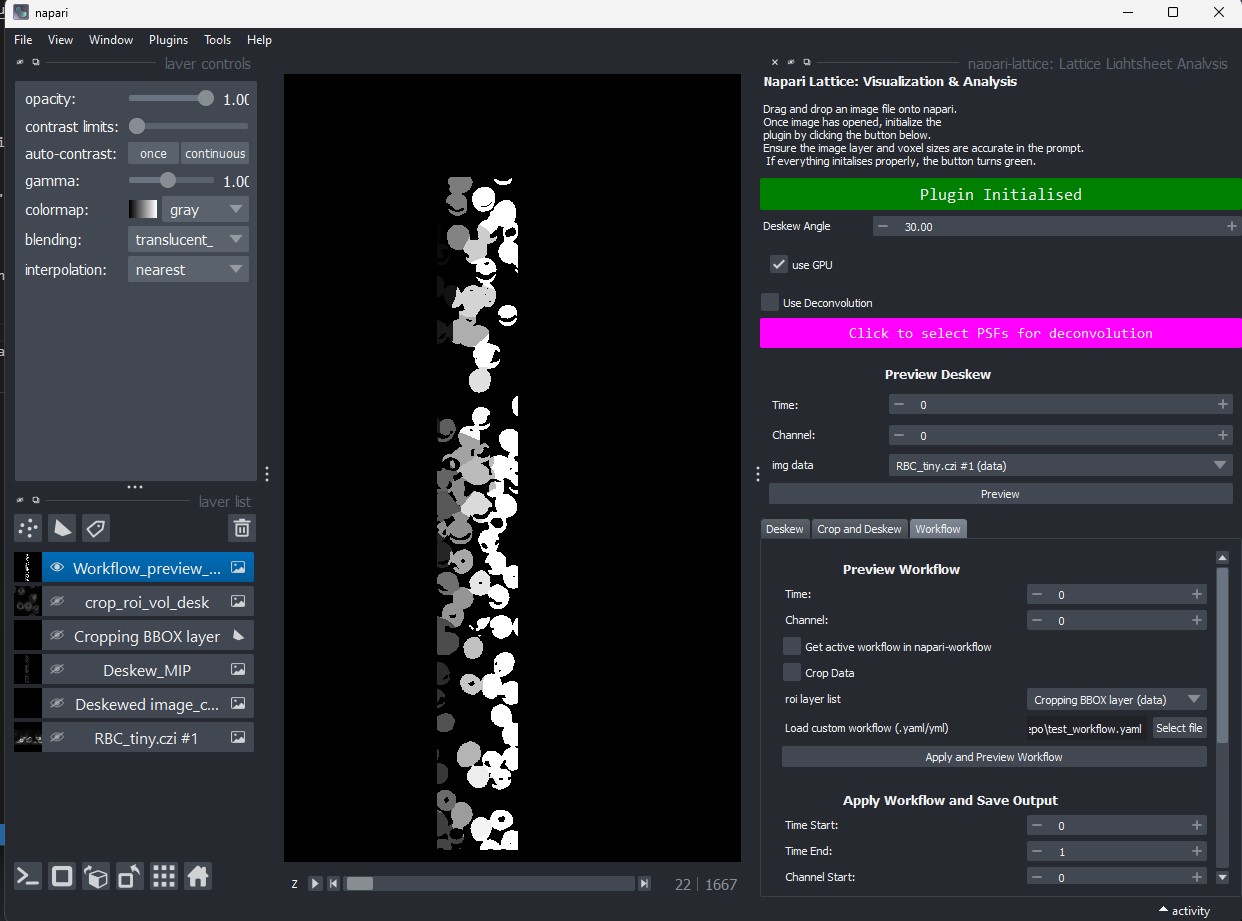 napari
File View Window Plugins Tools Help
layer controls
opacity: 1.00
contrast limits:
auto-contrast: once continuous
gamma: 1.00
colormap: gray
blending: translucent_
interpolation: nearest
layer list
Workflow_preview_...
crop_roi_vol_desk
Cropping BBOX layer
Deskew_MIP
Deskewed image_c...
RBC_tiny.czi #1
Z 22 | 1667
napari-lattice: Lattice Lightsheet Analysis
Napari Lattice: Visualization & Analysis
Drag and drop an image file onto napari.
Once image has opened, initialize the
plugin by clicking the button below.
Ensure the image layer and voxel sizes are accurate in the prompt.
If everything initalises properly, the button turns green.
Plugin Initialised
Deskew Angle 30.00
use GPU
Use Deconvolution
Click to select PSFs for deconvolution
Preview Deskew
Time: 0
Channel: 0
img data RBC_tiny.czi #1 (data)
Preview
Deskew Crop and Deskew Workflow
Preview Workflow
Time: 0
Channel: 0
Get active workflow in napari-workflow
Crop Data
roi layer list Cropping BBOX layer (data)
Load custom workflow (.yaml/yml) epo\test_workflow.yaml Select file
Apply and Preview Workflow
Apply Workflow and Save Output
Time Start: 0
Time End: 1
Channel Start: 0
activity